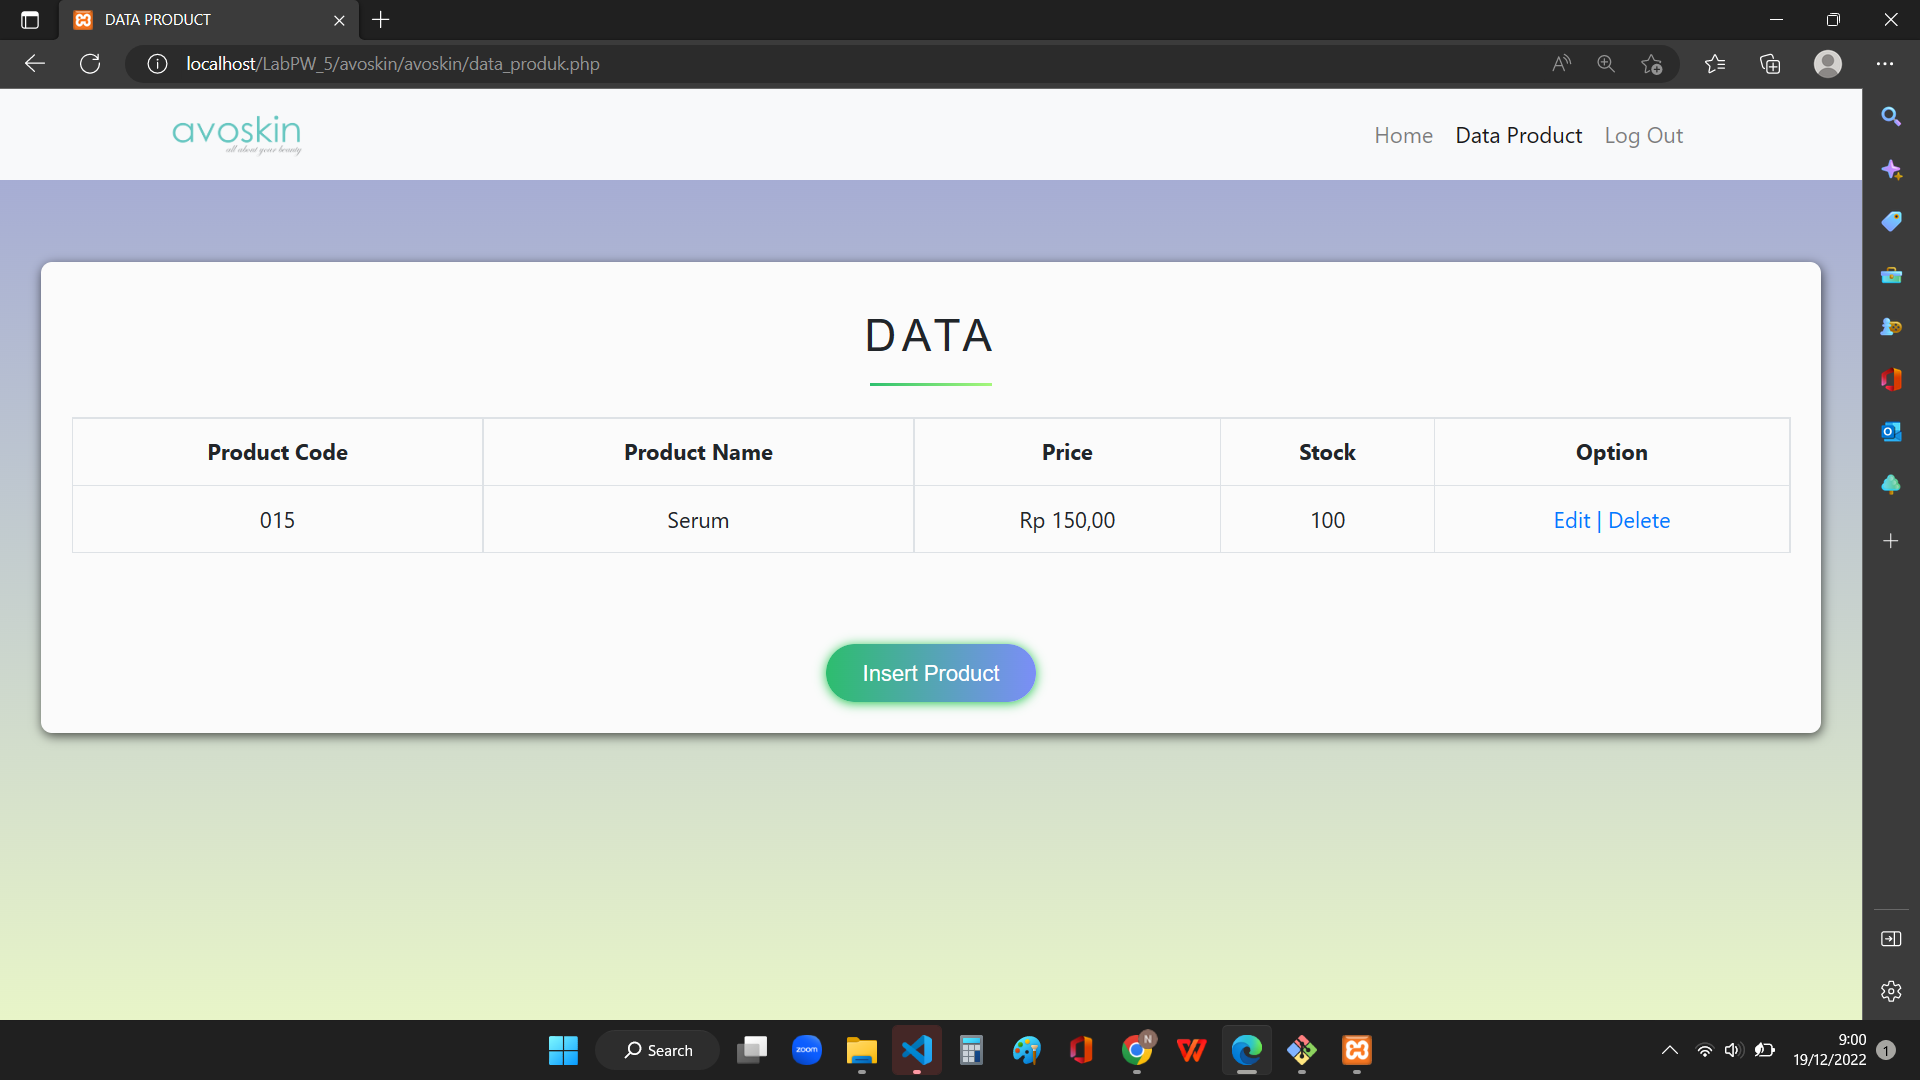 DATA PRODUCT
localhost/LabPW_5/avoskin/avoskin/data_produk.php
avoskin
all about your beauty
Home Data Product Log Out
DATA
Product Code Product Name Price Stock Option
015 Serum Rp 150,00 100 Edit | Delete
Insert Product
Search
zoom
N
9:00
19/12/2022
1